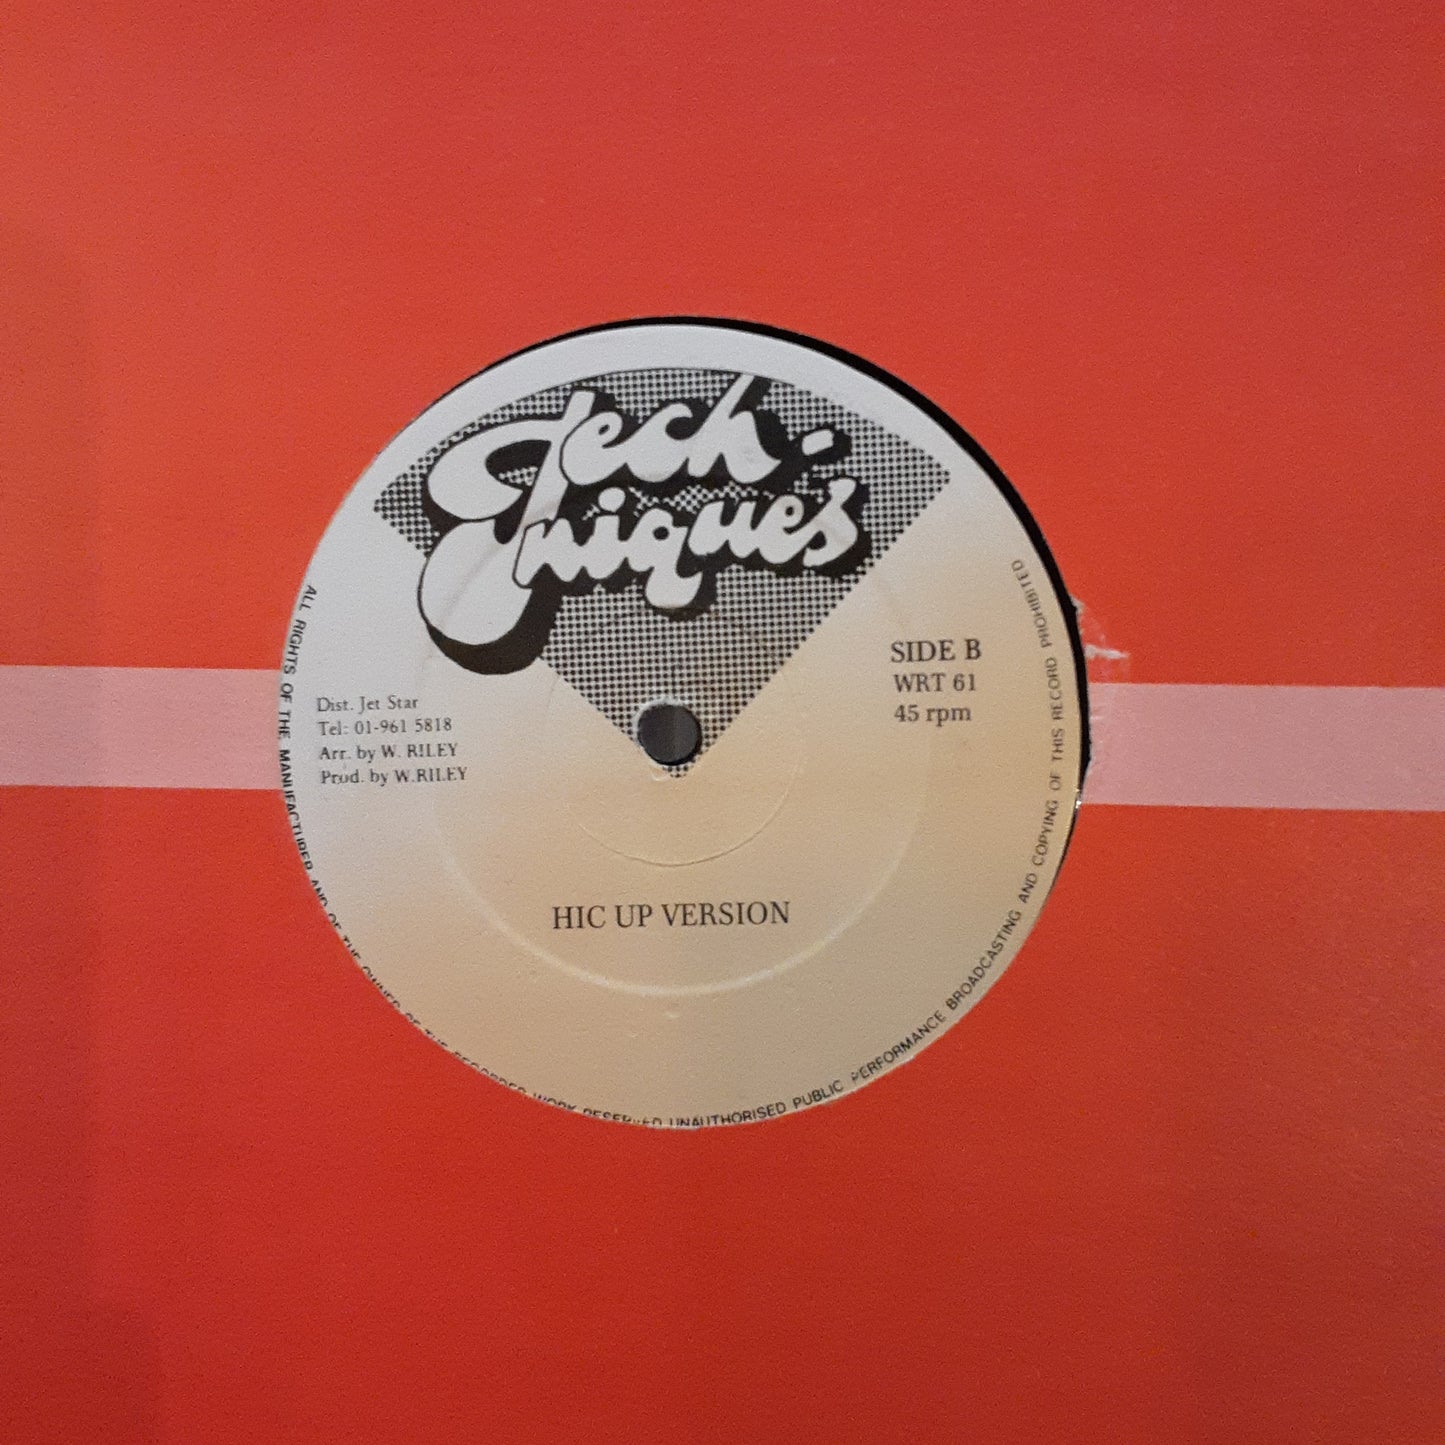 Tech-
niques
SIDE B
WRT 61
45 rpm
Dist. Jet Star
Tel: 01-961 5818
Arr. by W. RILEY
Prod. by W.RILEY
HIC UP VERSION
ALL RIGHTS OF THE MANUFACTURER AND OF THE OWNER OF THE RECORDED WORK RESERVED UNAUTHORISED PUBLIC PERFORMANCE BROADCASTING AND COPYING OF THIS RECORD PROHIBITED